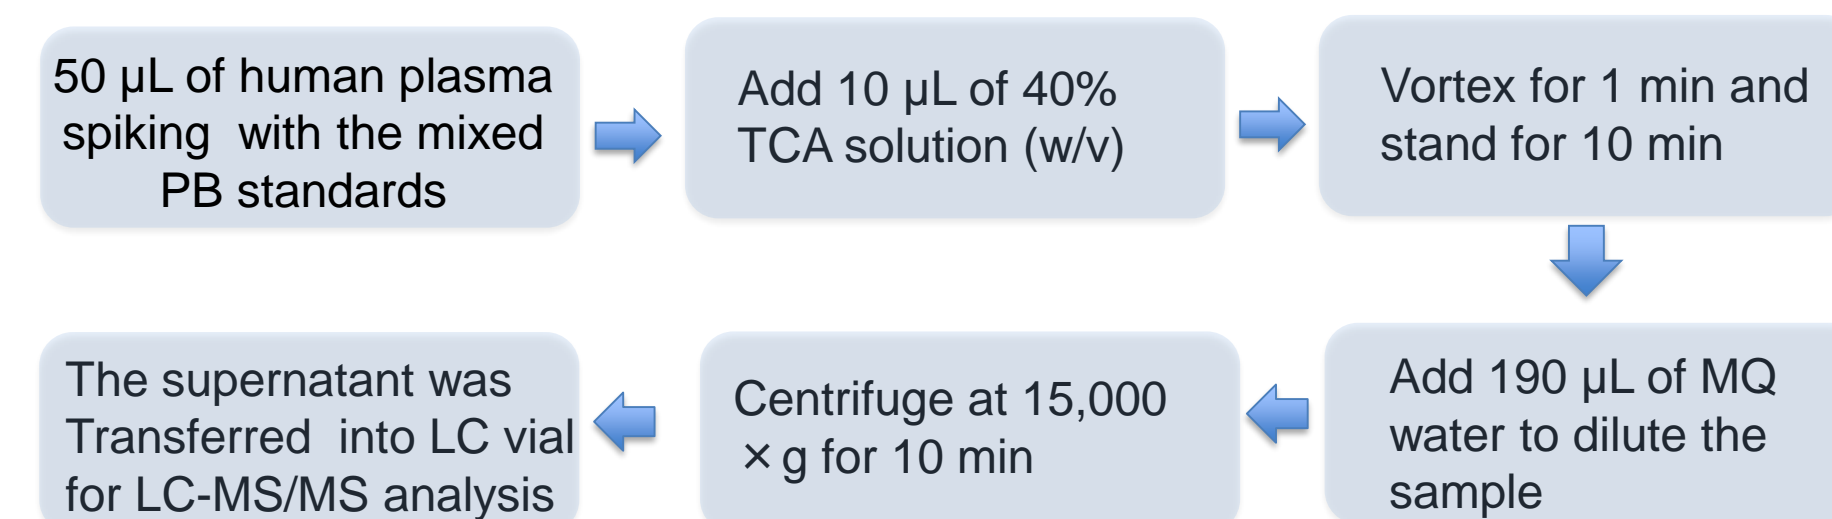 50 µL of human plasma
spiking  with the mixed
PB standards
Add 10 µL of 40%
TCA solution (w/v)
Vortex for 1 min and
stand for 10 min
Add 190 µL of MQ
water to dilute the
sample
Centrifuge at 15,000
× g for 10 min
The supernatant was
Transferred  into LC vial
for LC-MS/MS analysis